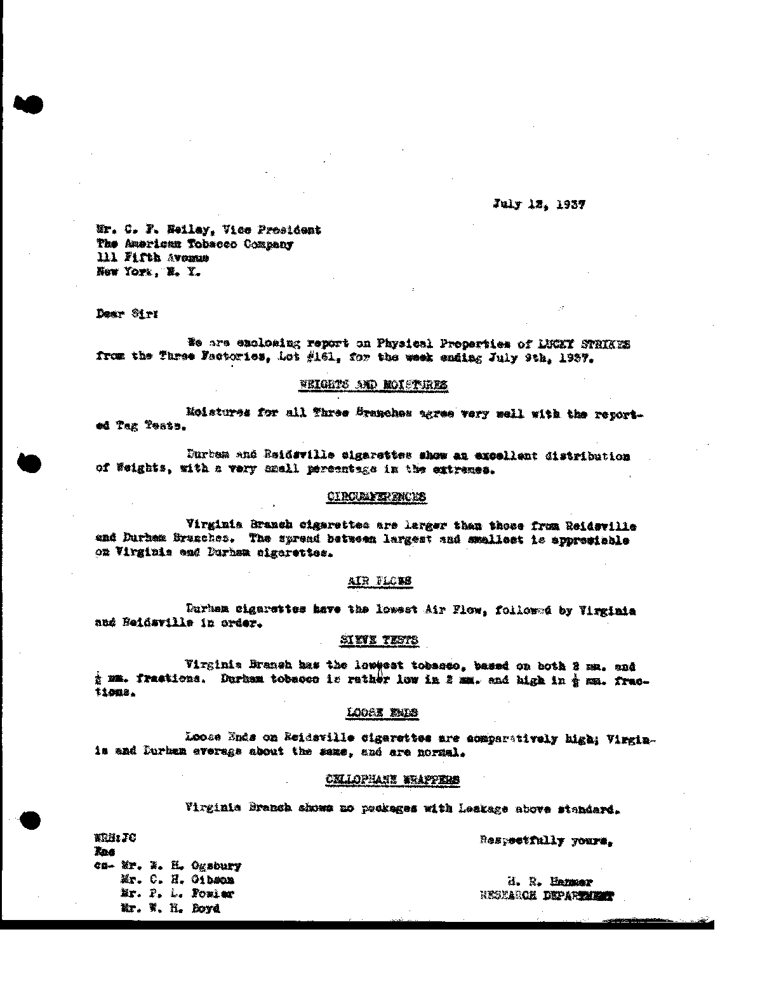 July 12, 1937
Mr. C. F. Neiley, Vice President
The American Tobacco Company
111 Fifth Avenue
New York, N. Y.
Dear Sir:
We are enclosing report on Physical Properties of LUCKY STRIKES
from the Three Factories, Lot #161, for the week ending July 9th, 1937.
WEIGHTS AND MOISTURES
Moistures for all Three Branches agree very well with the report-
ed Tag Tests.
Durham and Reidsville cigarettes show an excellent distribution
of Weights, with a very small percentage in the extremes.
CIRCUMFERENCES
Virginia Branch cigarettes are larger than those from Reidsville
and Durham Branches. The spread between largest and smallest is appreciable
on Virginia and Durham cigarettes.
AIR FLOWS
Durham cigarettes have the lowest Air Flow, followed by Virginia
and Reidsville in order.
SIEVE TESTS
Virginia Branch has the tobacco, based on both 2 mm. and
½ mm. fractions. Durham tobacco is rather low in 2 mm. and high in ½ mm. frac-
tions.
LOOSE ENDS
Loose Ends on Reidsville cigarettes are comparatively high; Virgin-
ia and Durham average about the same, and are normal.
CELLOPHANE WRAPPERS
Virginia Branch shows no packages with Leakage above standard.
WRH:JC
Respectfully yours,
Enc
cc- Mr. W. H. Ogsbury
Mr. C. H. Gibson
H. R. Hanmer
Mr. P. L. Fowler
RESEARCH DEPARTMENT
Mr. W. H. Boyd